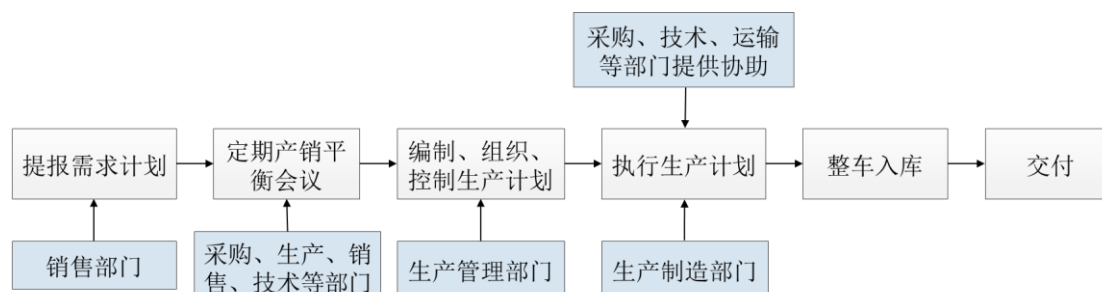 采购、技术、运输
等部门提供协助
提报需求计划
定期产销平
衡会议
编制、组织、
控制生产计划
执行生产计划
整车入库
交付
销售部门
采购、生产、销
售、技术等部门
生产管理部门
生产制造部门